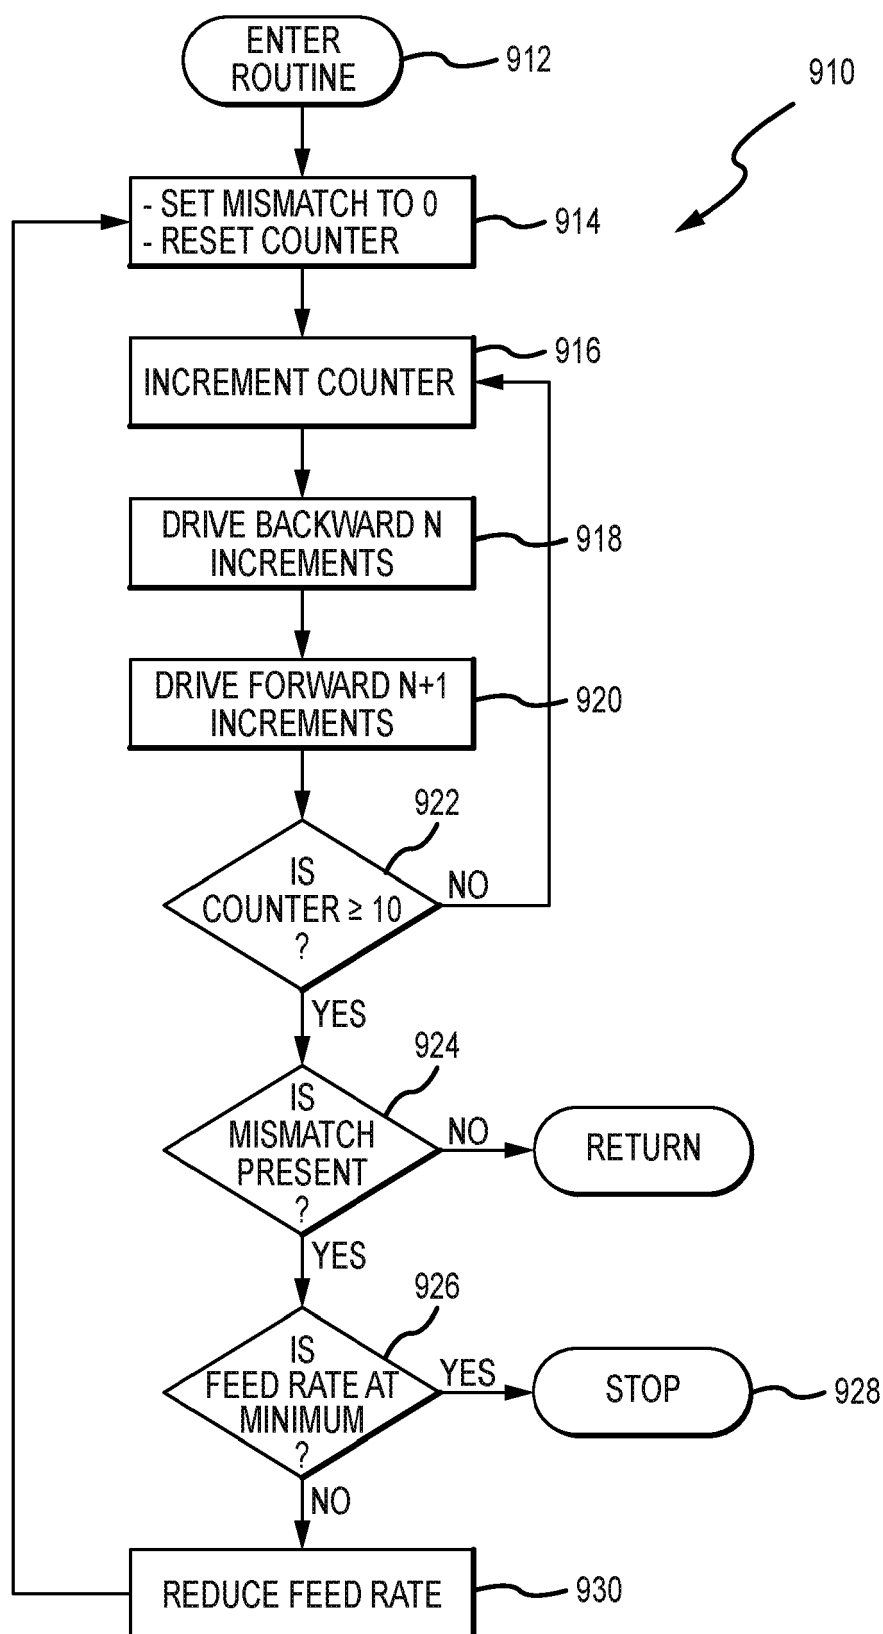 ENTER
ROUTINE
912
910
- SET MISMATCH TO 0
- RESET COUNTER
914
916
INCREMENT COUNTER
DRIVE BACKWARD N
INCREMENTS
918
DRIVE FORWARD N+1
INCREMENTS
920
922
IS
COUNTER ≥ 10
?
NO
YES
924
IS
MISMATCH
PRESENT
?
NO
RETURN
YES
926
IS
FEED RATE AT
MINIMUM
?
YES
STOP
928
NO
REDUCE FEED RATE
930